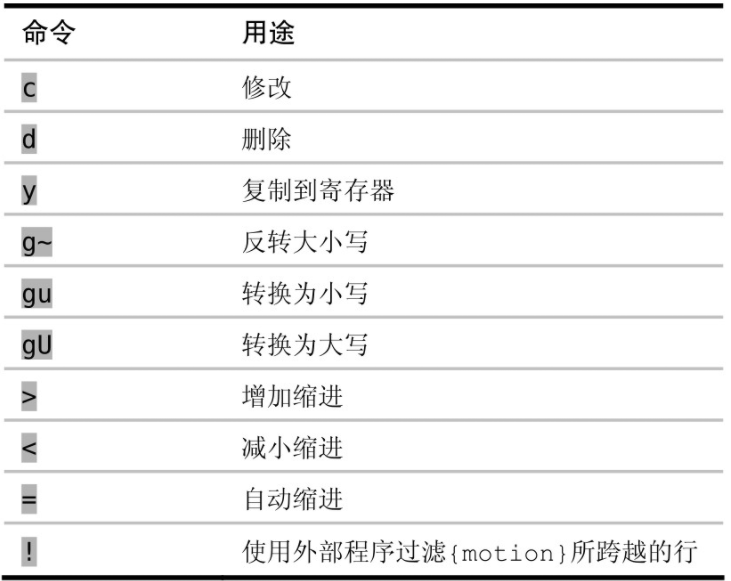 命令 用途
c 修改
d 删除
y 复制到寄存器
g~ 反转大小写
gu 转换为小写
gU 转换为大写
> 增加缩进
< 减小缩进
= 自动缩进
! 使用外部程序过滤{motion}所跨越的行